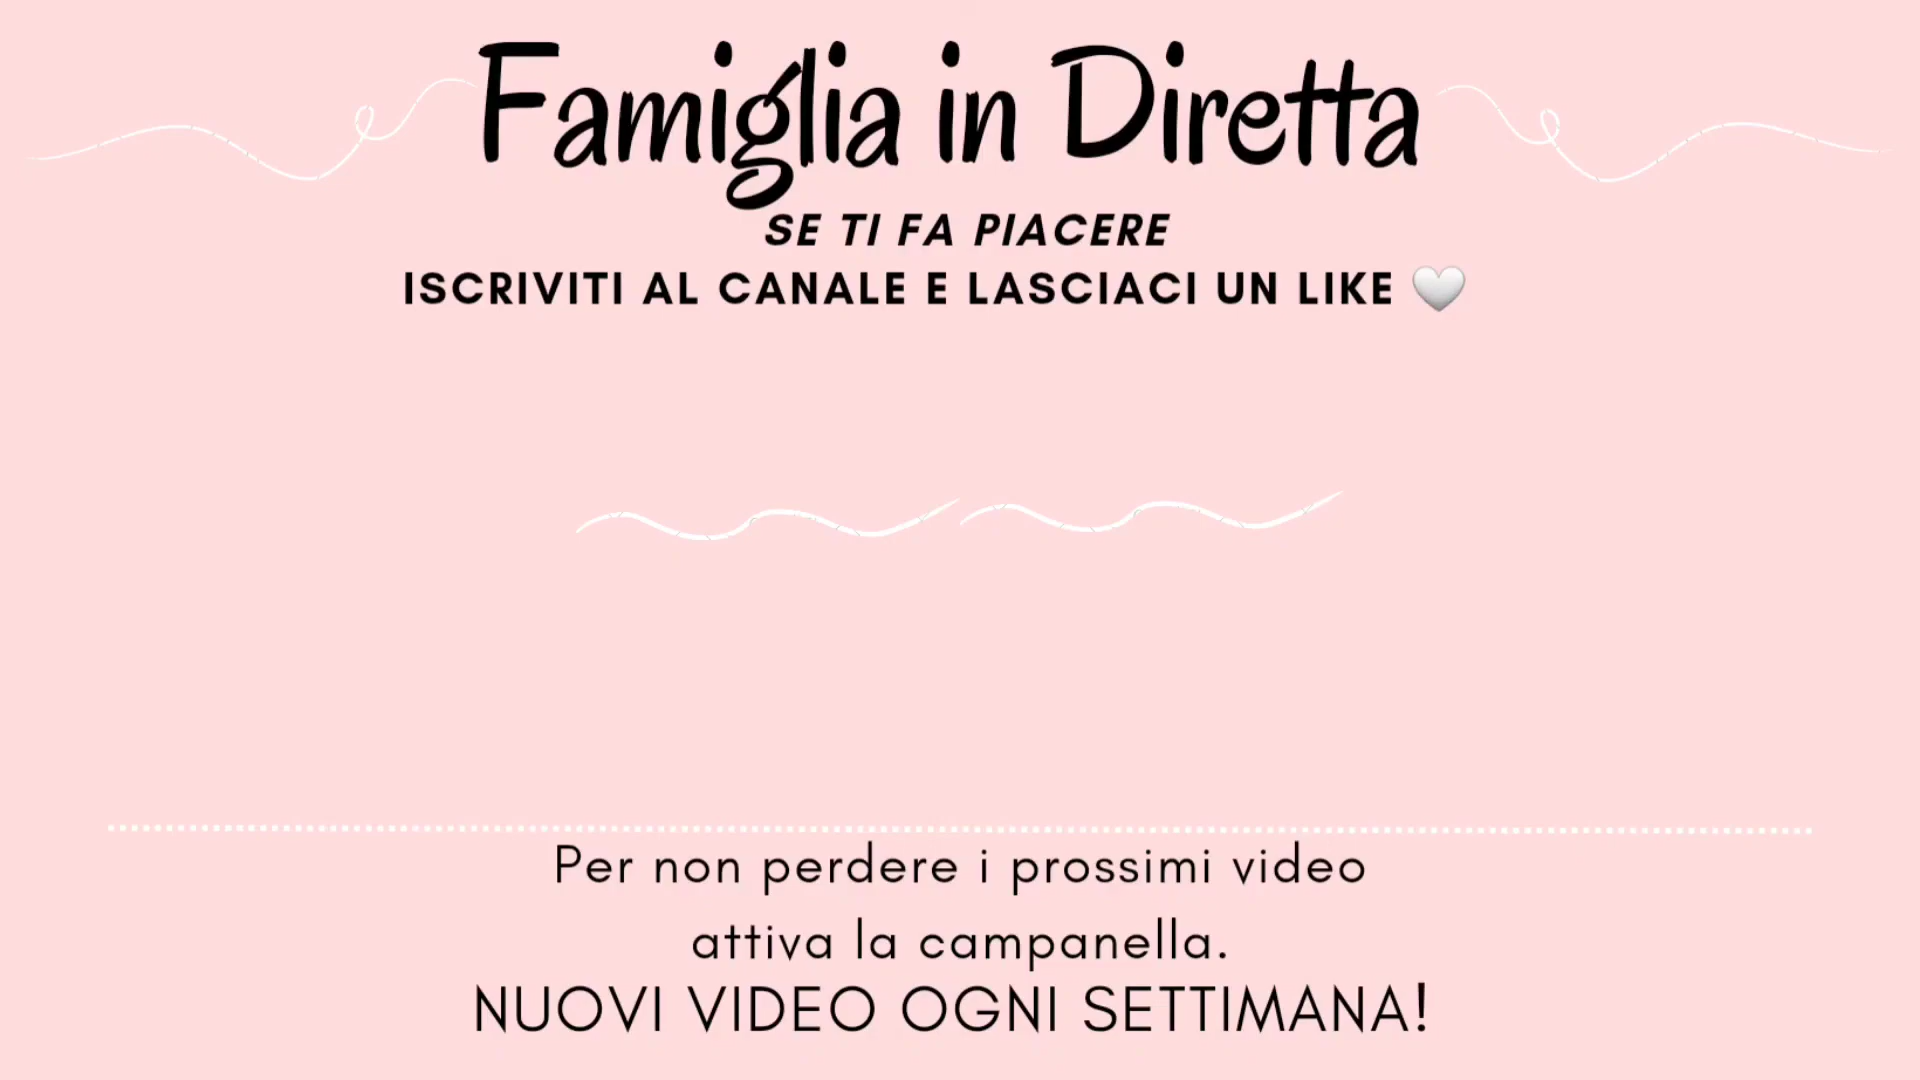 Famiglia in Diretta
SE TI FA PIACERE
ISCRIVITI AL CANALE E LASCIACI UN LIKE 🤍
Per non perdere i prossimi video
attiva la campanella.
NUOVI VIDEO OGNI SETTIMANA!